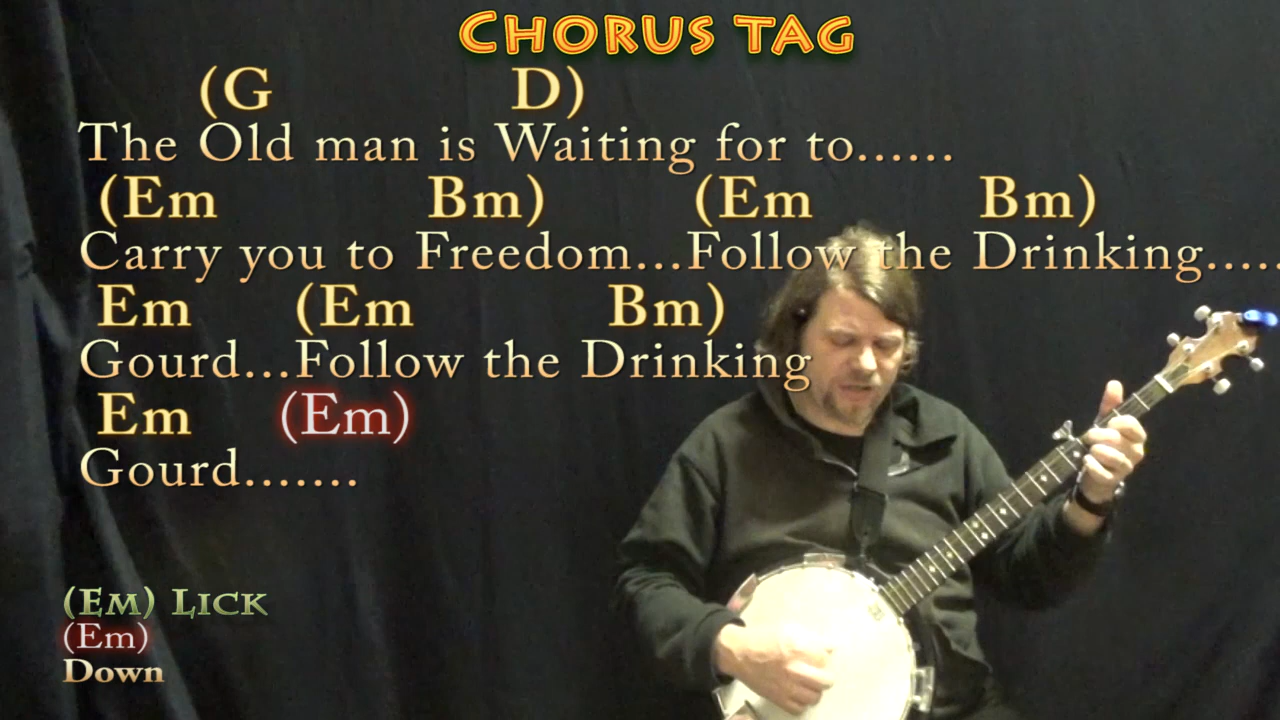 CHORUS TAG
(G D)
The Old man is Waiting for to......
(Em Bm) (Em Bm)
Carry you to Freedom...Follow the Drinking.....
Em (Em Bm)
Gourd...Follow the Drinking
Em (Em)
Gourd.......
(EM) LICK
(Em)
Down